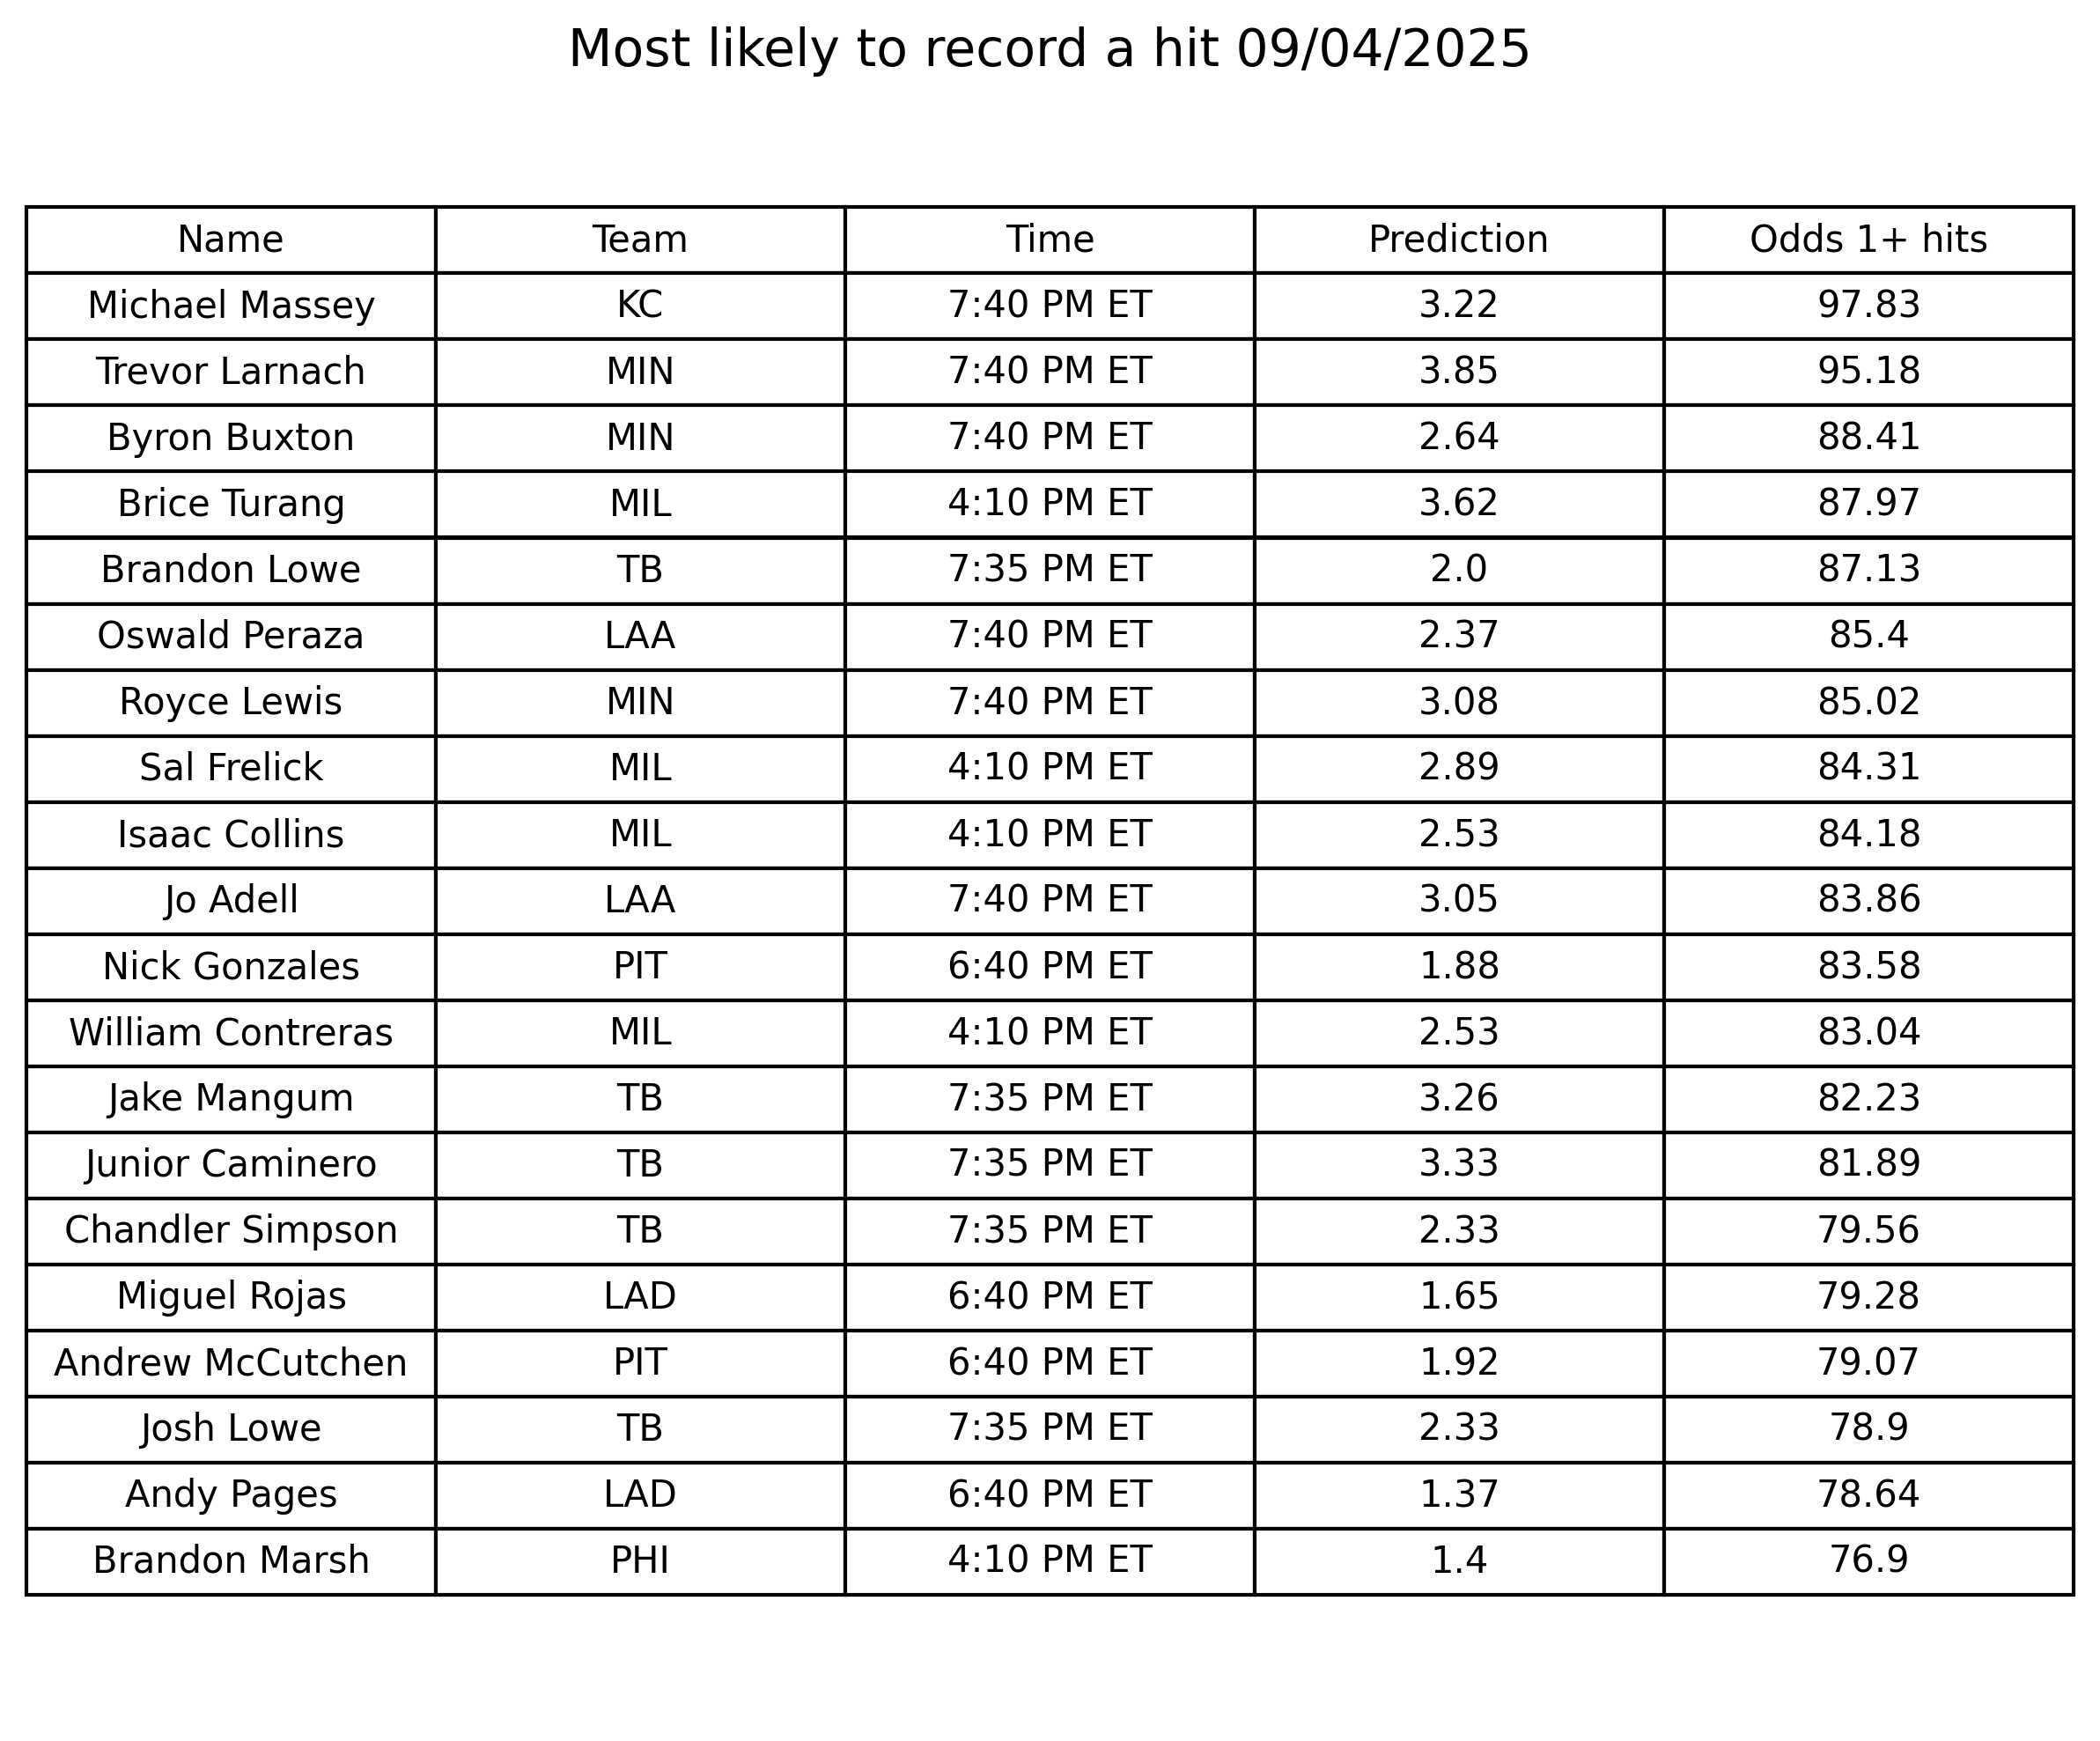 Most likely to record a hit 09/04/2025
Name Team Time Prediction Odds 1+ hits
Michael Massey KC 7:40 PM ET 3.22 97.83
Trevor Larnach MIN 7:40 PM ET 3.85 95.18
Byron Buxton MIN 7:40 PM ET 2.64 88.41
Brice Turang MIL 4:10 PM ET 3.62 87.97
Brandon Lowe TB 7:35 PM ET 2.0 87.13
Oswald Peraza LAA 7:40 PM ET 2.37 85.4
Royce Lewis MIN 7:40 PM ET 3.08 85.02
Sal Frelick MIL 4:10 PM ET 2.89 84.31
Isaac Collins MIL 4:10 PM ET 2.53 84.18
Jo Adell LAA 7:40 PM ET 3.05 83.86
Nick Gonzales PIT 6:40 PM ET 1.88 83.58
William Contreras MIL 4:10 PM ET 2.53 83.04
Jake Mangum TB 7:35 PM ET 3.26 82.23
Junior Caminero TB 7:35 PM ET 3.33 81.89
Chandler Simpson TB 7:35 PM ET 2.33 79.56
Miguel Rojas LAD 6:40 PM ET 1.65 79.28
Andrew McCutchen PIT 6:40 PM ET 1.92 79.07
Josh Lowe TB 7:35 PM ET 2.33 78.9
Andy Pages LAD 6:40 PM ET 1.37 78.64
Brandon Marsh PHI 4:10 PM ET 1.4 76.9